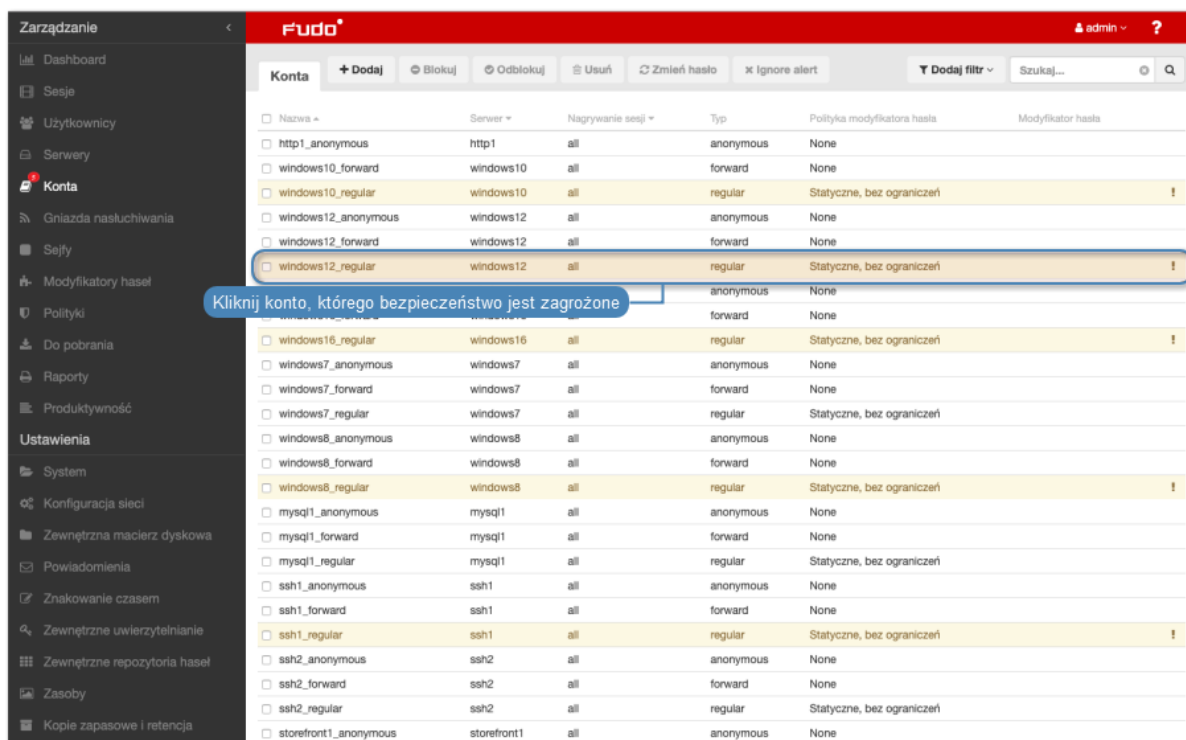 Zarządzanie
FUDO admin ?
Dashboard
Sesje
Użytkownicy
Serwery
Konta
Gniazda nasłuchiwania
Sejfy
Modyfikatory haseł
Polityki
Do pobrania
Raporty
Produktywność
Ustawienia
System
Konfiguracja sieci
Zewnętrzna macierz dyskowa
Powiadomienia
Znakowanie czasem
Zewnętrzne uwierzytelnianie
Zewnętrzne repozytoria haseł
Zasoby
Kopie zapasowe i retencja
Konta + Dodaj Blokuj Odblokuj Usuń Zmień hasło Ignore alert Dodaj filtr Szukaj...
Nazwa Serwer Nagrywanie sesji Typ Polityka modyfikatora hasła Modyfikator hasła
http1_anonymous http1 all anonymous None
windows10_forward windows10 all forward None
windows10_regular windows10 all regular Statyczne, bez ograniczeń !
windows12_anonymous windows12 all anonymous None
windows12_forward windows12 all forward None
windows12_regular windows12 all regular Statyczne, bez ograniczeń !
Kliknij konto, którego bezpieczeństwo jest zagrożone
anonymous None
forward None
windows16_regular windows16 all regular Statyczne, bez ograniczeń !
windows7_anonymous windows7 all anonymous None
windows7_forward windows7 all forward None
windows7_regular windows7 all regular Statyczne, bez ograniczeń
windows8_anonymous windows8 all anonymous None
windows8_forward windows8 all forward None
windows8_regular windows8 all regular Statyczne, bez ograniczeń !
mysql1_anonymous mysql1 all anonymous None
mysql1_forward mysql1 all forward None
mysql1_regular mysql1 all regular Statyczne, bez ograniczeń
ssh1_anonymous ssh1 all anonymous None
ssh1_forward ssh1 all forward None
ssh1_regular ssh1 all regular Statyczne, bez ograniczeń !
ssh2_anonymous ssh2 all anonymous None
ssh2_forward ssh2 all forward None
ssh2_regular ssh2 all regular Statyczne, bez ograniczeń
storefront1_anonymous storefront1 all anonymous None